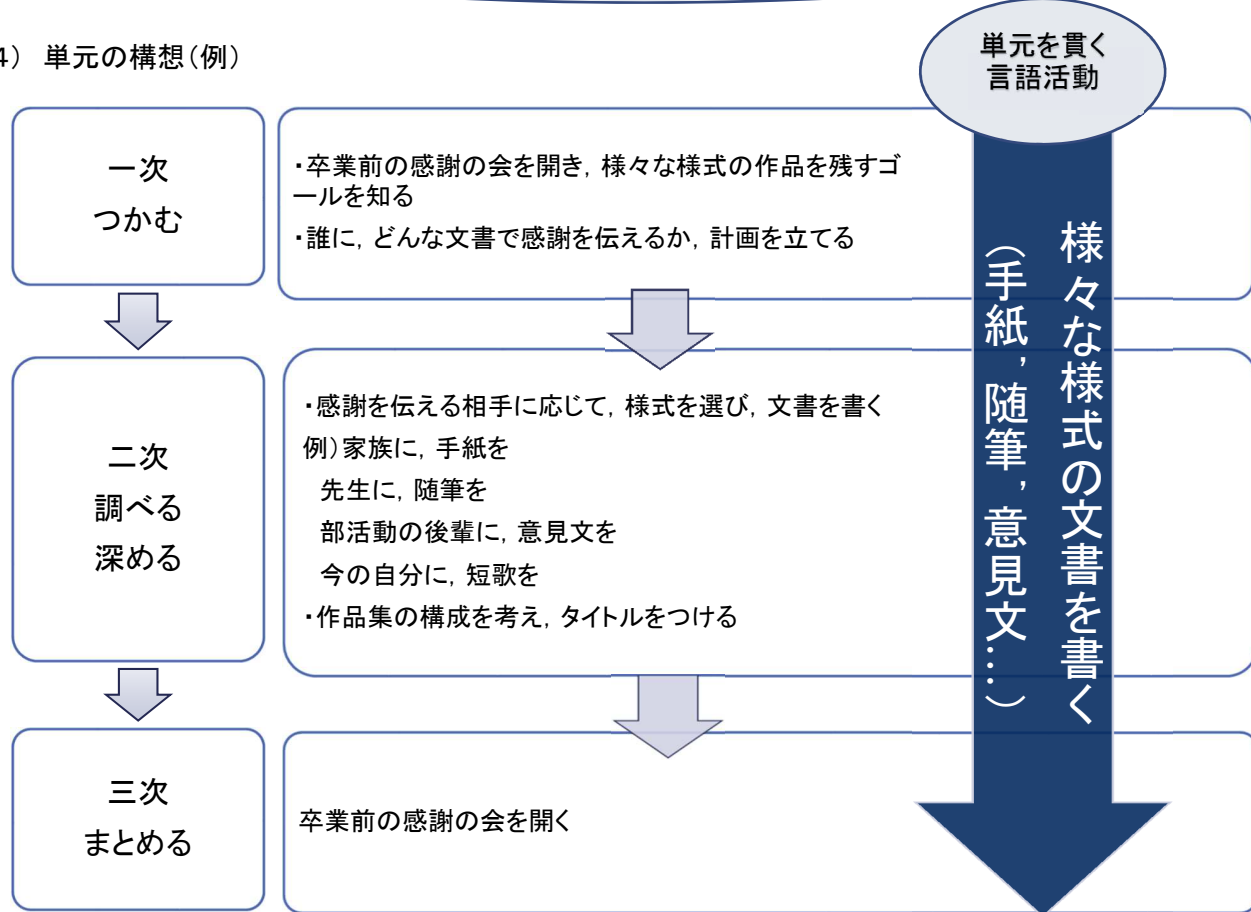 4） 単元の構想（例）
単元を貫く
言語活動
一次
つかむ
・卒業前の感謝の会を開き，様々な様式の作品を残すゴ
ールを知る
・誰に，どんな文書で感謝を伝えるか，計画を立てる
二次
調べる
深める
・感謝を伝える相手に応じて，様式を選び，文書を書く
例）家族に，手紙を
先生に，随筆を
部活動の後輩に，意見文を
今の自分に，短歌を
・作品集の構成を考え，タイトルをつける
三次
まとめる
卒業前の感謝の会を開く
様々な様式の文書を書く
（手紙，随筆，意見文…）